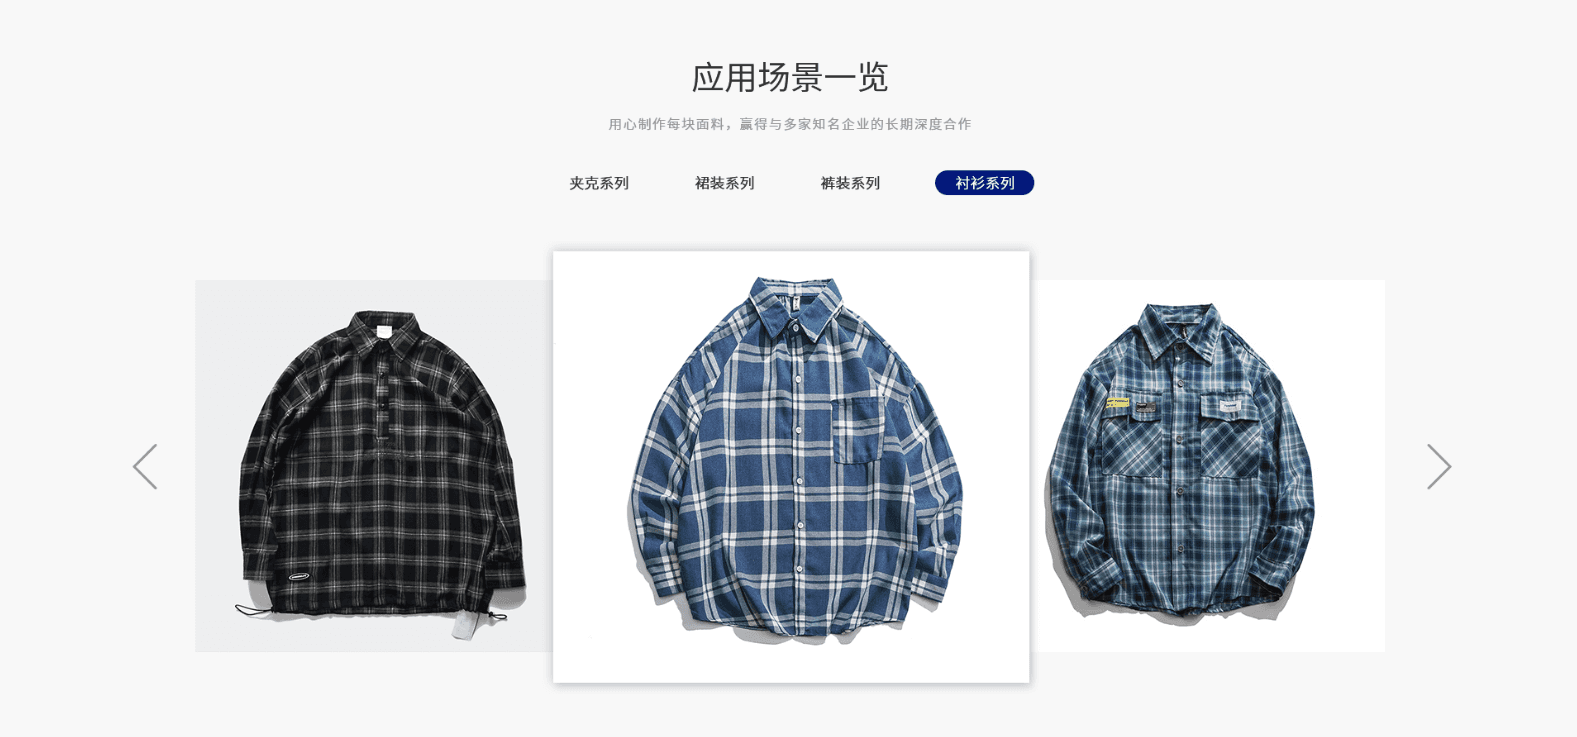 应用场景一览
用心制作每块面料，赢得与多家知名企业的长期深度合作
夹克系列 裙装系列 裤装系列 衬衫系列